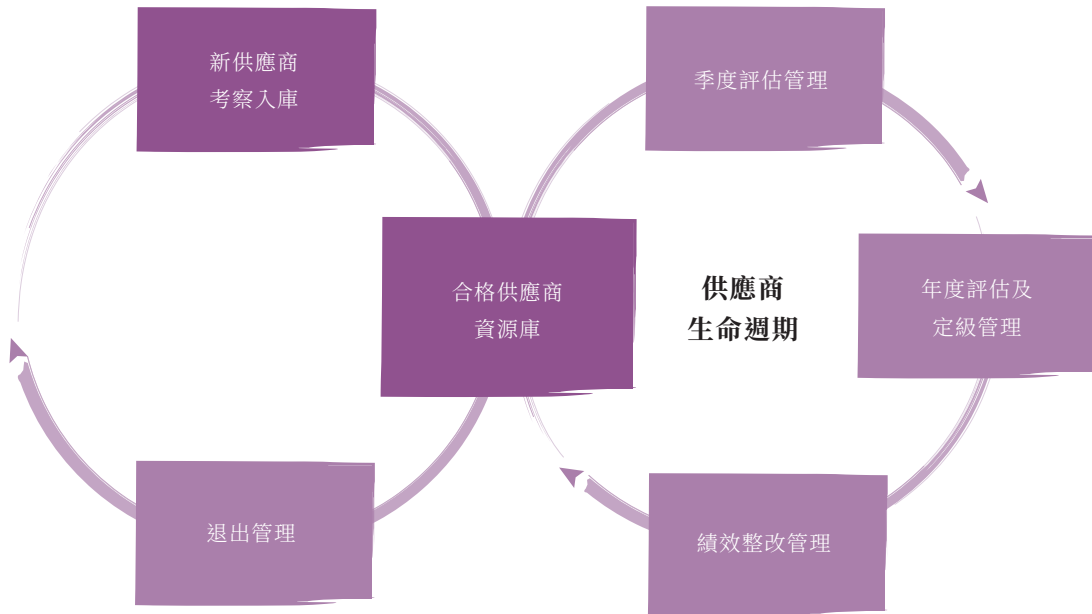 新供應商
考察入庫
季度評估管理
合格供應商
資源庫
供應商
生命週期
年度評估及
定級管理
退出管理
績效整改管理